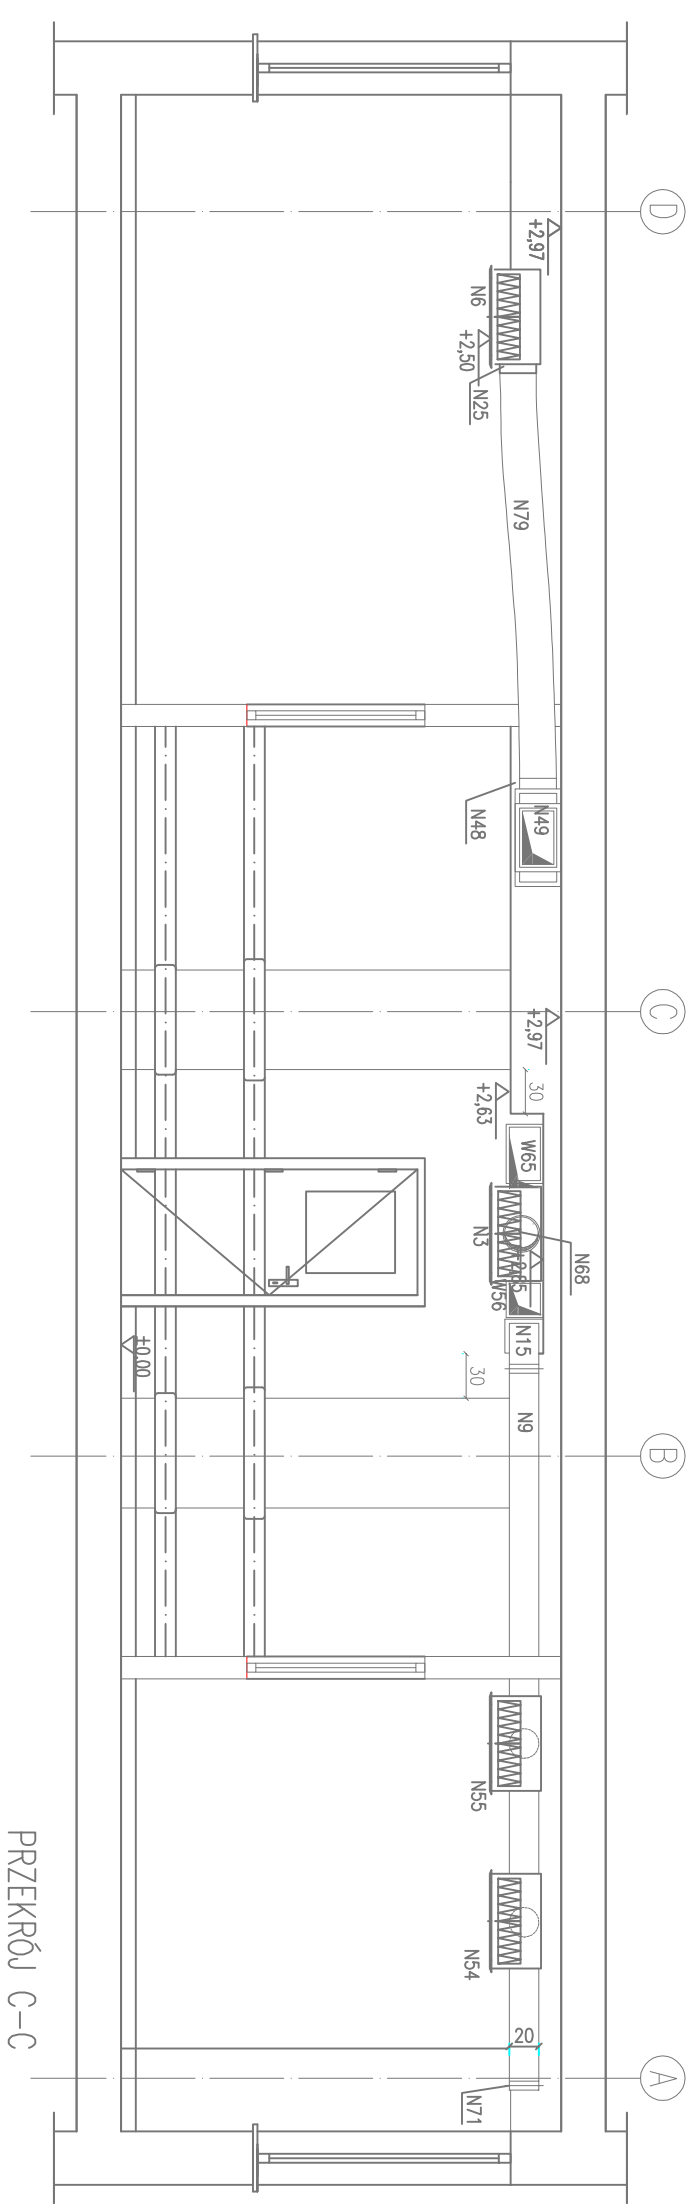 D
+2,97
N6
+2,50
N25
N79
N48
N49
C
+2,97
30
+2,63
W65
N3
N68
W56
N15
±0,00
30
N9
B
N55
N54
20
N71
A
PRZEKRÓJ C-C